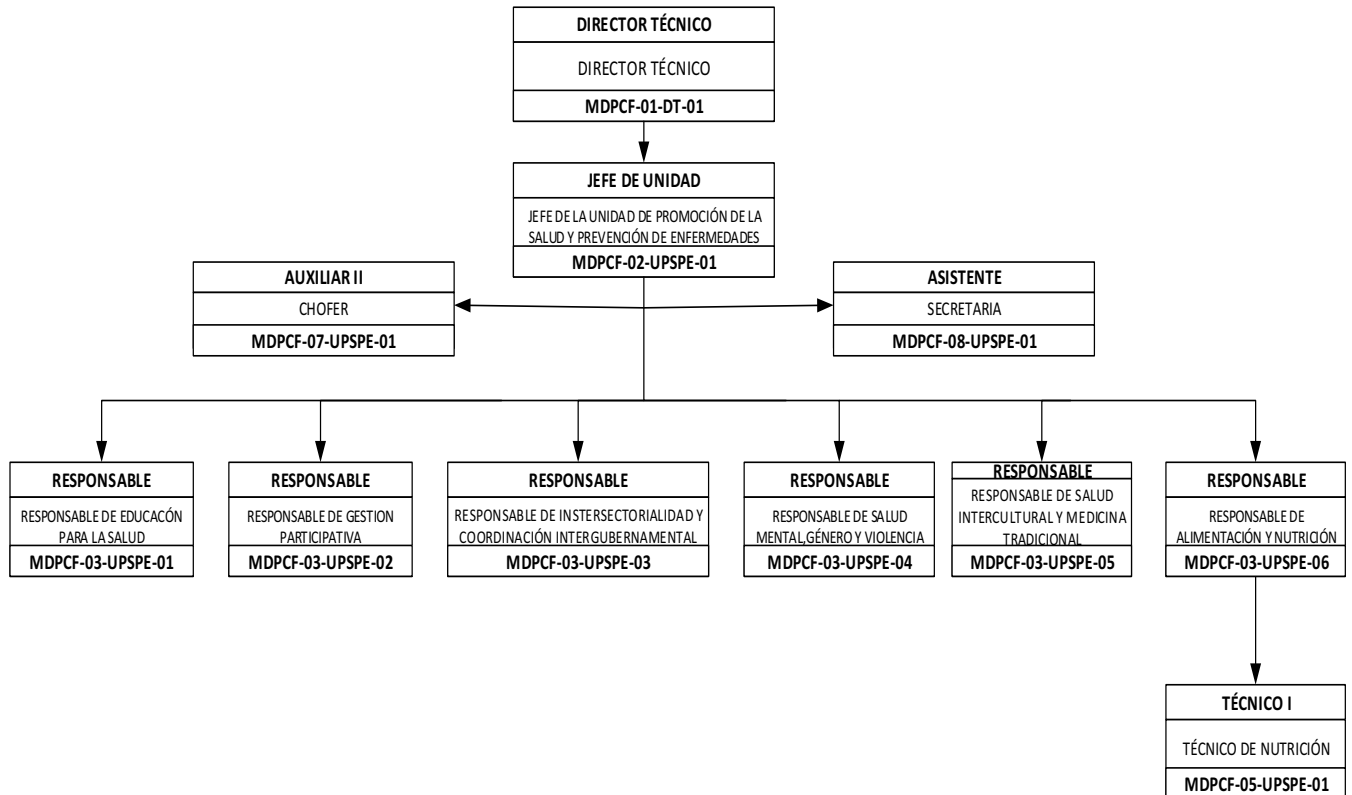 DIRECTOR TÉCNICO
DIRECTOR TÉCNICO
MDPCF-01-DT-01
JEFE DE UNIDAD
JEFE DE LA UNIDAD DE PROMOCIÓN DE LA
SALUD Y PREVENCIÓN DE ENFERMEDADES
MDPCF-02-UPSPE-01
AUXILIAR II
CHOFER
MDPCF-07-UPSPE-01
ASISTENTE
SECRETARIA
MDPCF-08-UPSPE-01
RESPONSABLE
RESPONSABLE DE EDUCACÓN
PARA LA SALUD
MDPCF-03-UPSPE-01
RESPONSABLE
RESPONSABLE DE GESTION
PARTICIPATIVA
MDPCF-03-UPSPE-02
RESPONSABLE
RESPONSABLE DE INSTERSECTORIALIDAD Y
COORDINACIÓN INTERGUBERNAMENTAL
MDPCF-03-UPSPE-03
RESPONSABLE
RESPONSABLE DE SALUD
MENTAL,GÉNERO Y VIOLENCIA
MDPCF-03-UPSPE-04
RESPONSABLE
RESPONSABLE DE SALUD
INTERCULTURAL Y MEDICINA
TRADICIONAL
MDPCF-03-UPSPE-05
RESPONSABLE
RESPONSABLE DE
ALIMENTACIÓN Y NUTRICIÓN
MDPCF-03-UPSPE-06
TÉCNICO I
TÉCNICO DE NUTRICIÓN
MDPCF-05-UPSPE-01